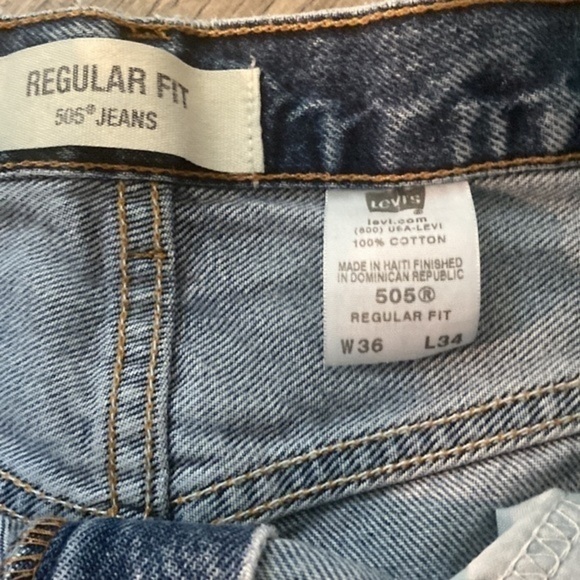 REGULAR FIT
505® JEANS
Levi's
levi.com
(800) USA-LEVI
100% COTTON
MADE IN HAITI FINISHED
IN DOMINICAN REPUBLIC
505®
REGULAR FIT
W36 L34